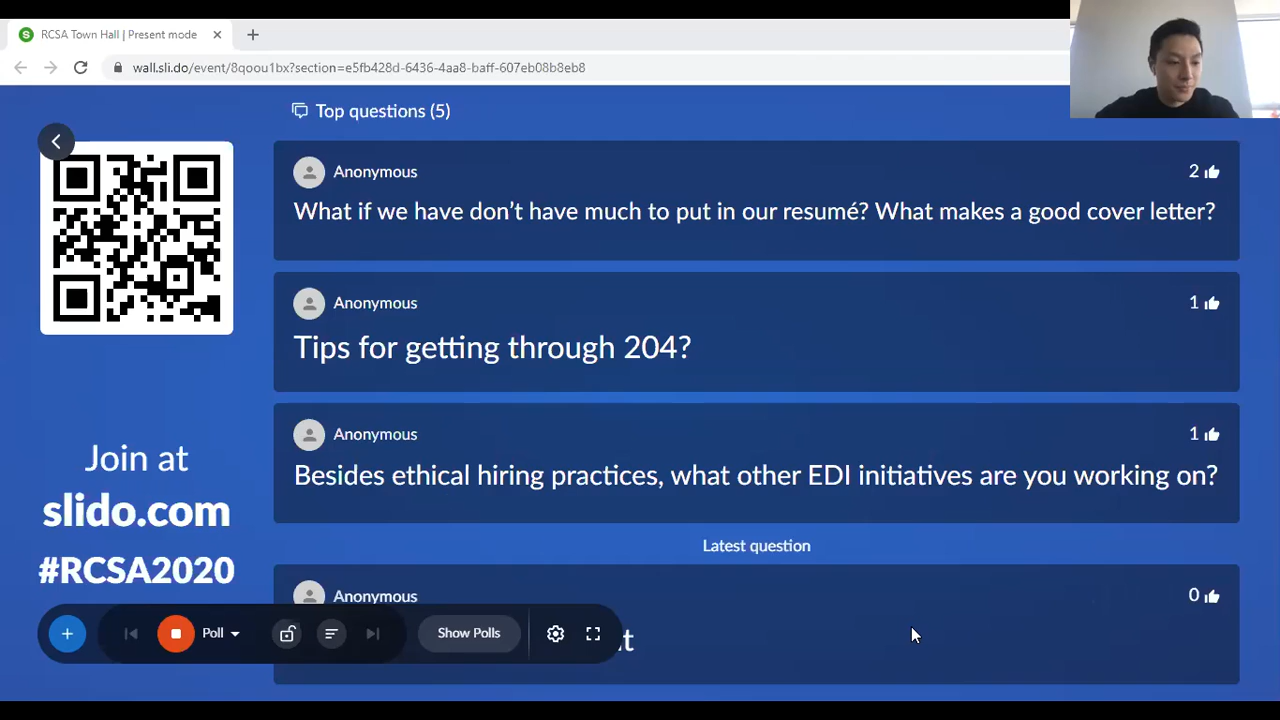 RCSA Town Hall | Present mode
wall.sli.do/event/8qoou1bx?section=e5fb428d-6436-4aa8-baff-607eb08b8eb8
Top questions (5)
Anonymous
2
What if we have don't have much to put in our resumé? What makes a good cover letter?
Anonymous
1
Tips for getting through 204?
Anonymous
1
Besides ethical hiring practices, what other EDI initiatives are you working on?
Latest question
Anonymous
0
Join at
slido.com
#RCSA2020
Poll
Show Polls